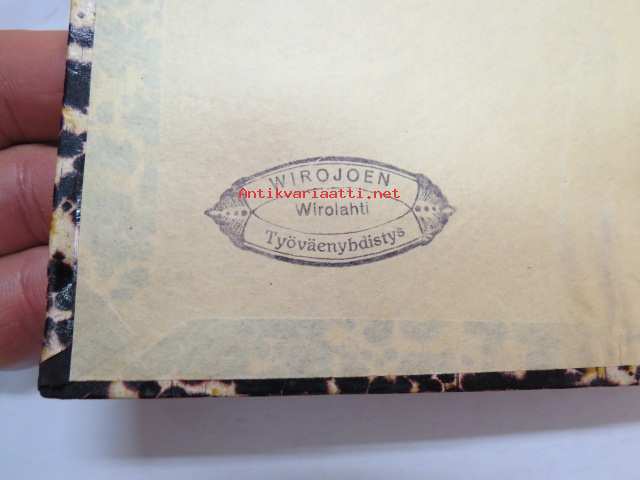 WIROJOEN
Antikvariaatti.net
Wirolahti
Työväenyhdistys